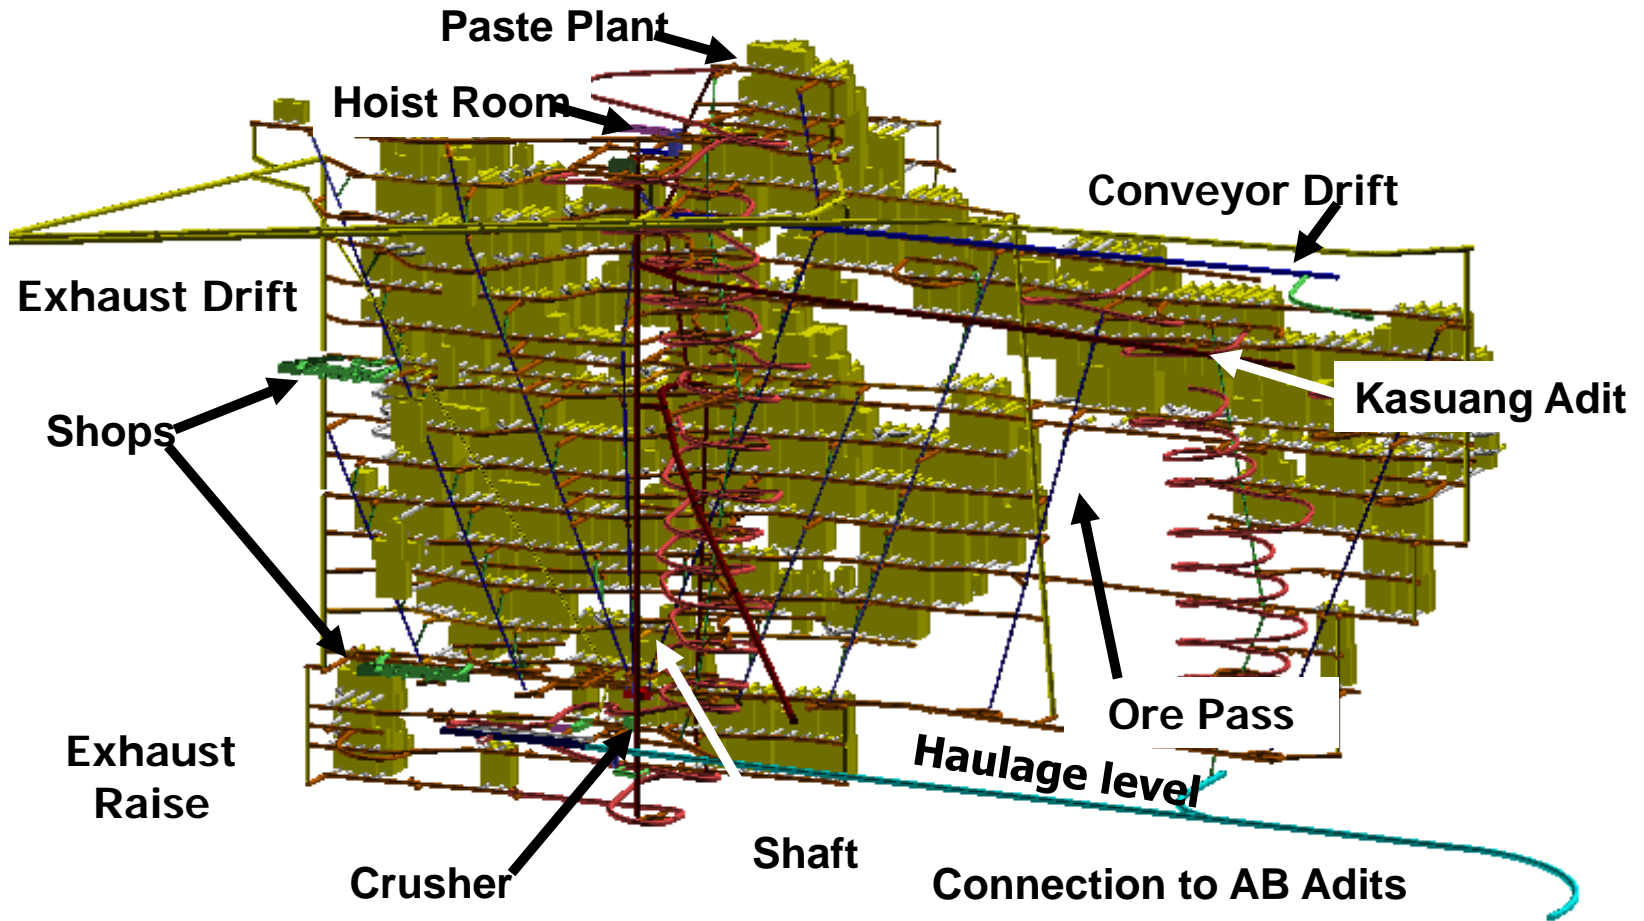 Paste Plant
Hoist Room
Conveyor Drift
Exhaust Drift
Kasuang Adit
Shops
Ore Pass
Haulage level
Exhaust
Raise
Shaft
Crusher
Connection to AB Adits